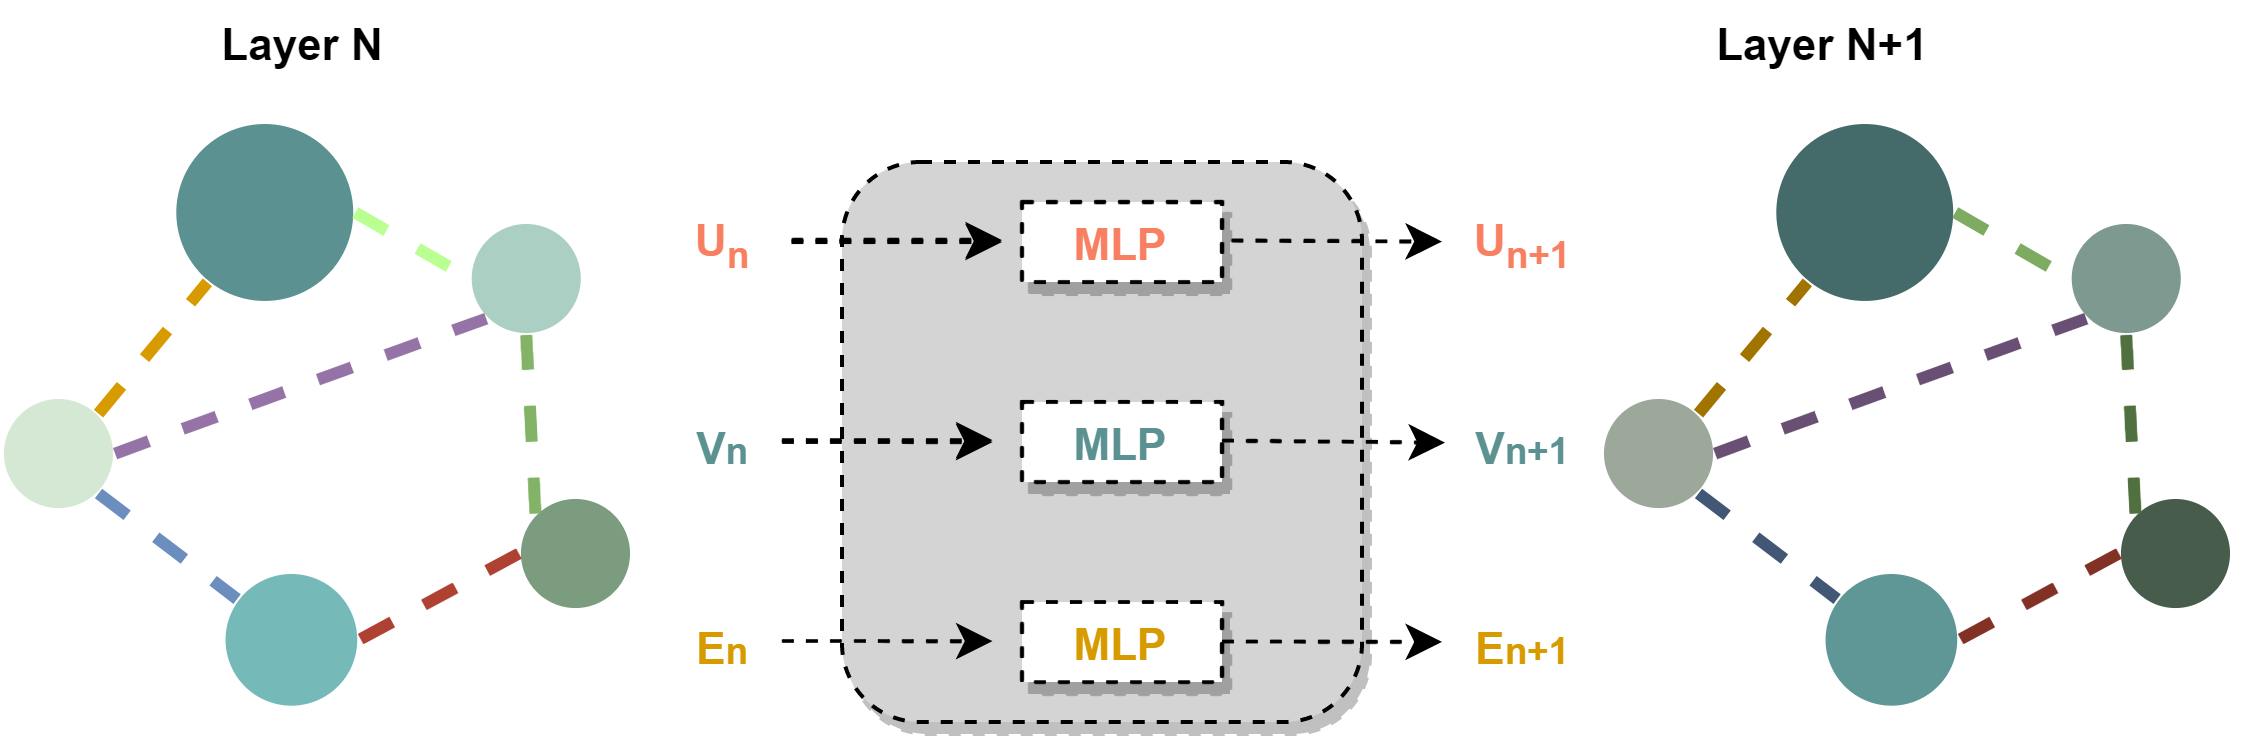 Layer N
Layer N+1
Un
MLP
Un+1
Vn
MLP
Vn+1
En
MLP
En+1